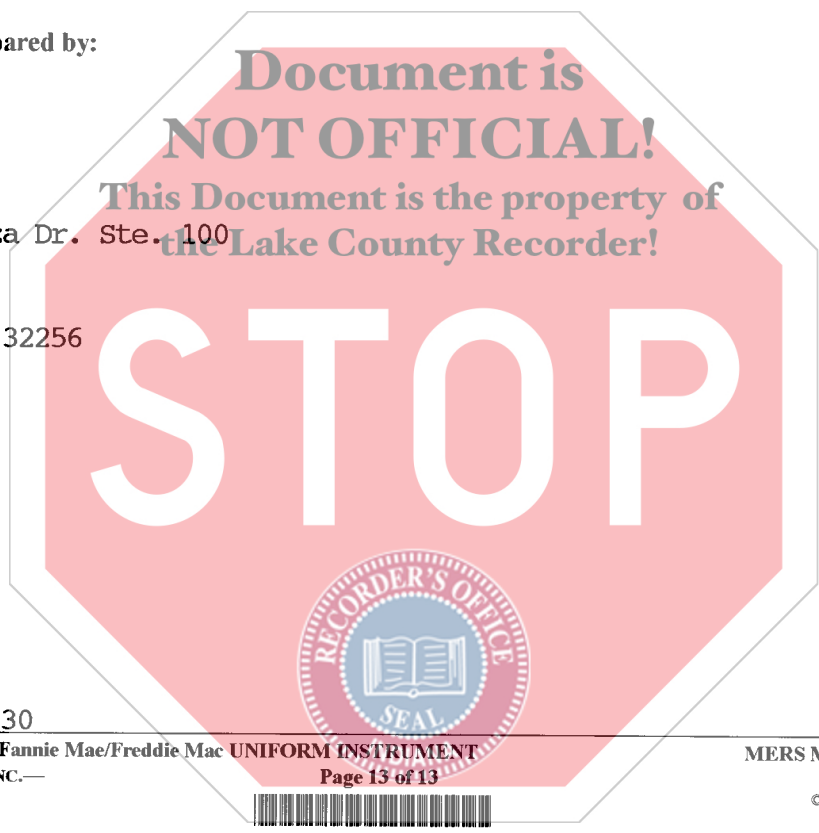 pared by:
Document is
NOT OFFICIAL!
This Document is the property of
za Dr. Ste. 100
the Lake County Recorder!
32256
STOP
RECORDER'S OFFICE
SEAL
30
Fannie Mae/Freddie Mac UNIFORM INSTRUMENT
MERS M
NC.—
Page 13 of 13
©